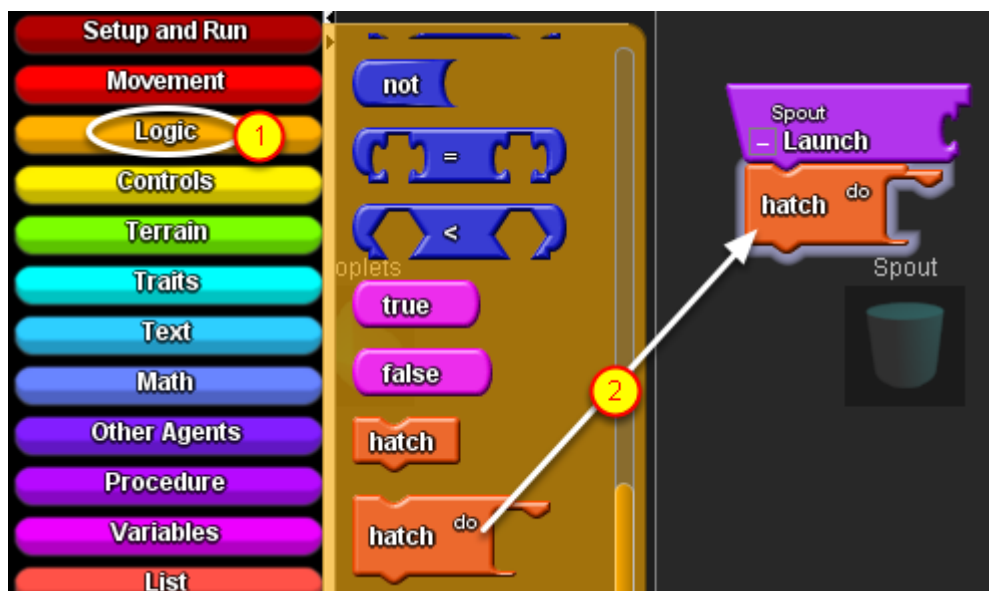 Setup and Run
Movement
Logic
1
Controls
Terrain
Traits
Text
Math
Other Agents
Procedure
Variables
List
not
=
<
oplets
true
false
hatch
hatch do
2
Spout
– Launch
hatch do
Spout